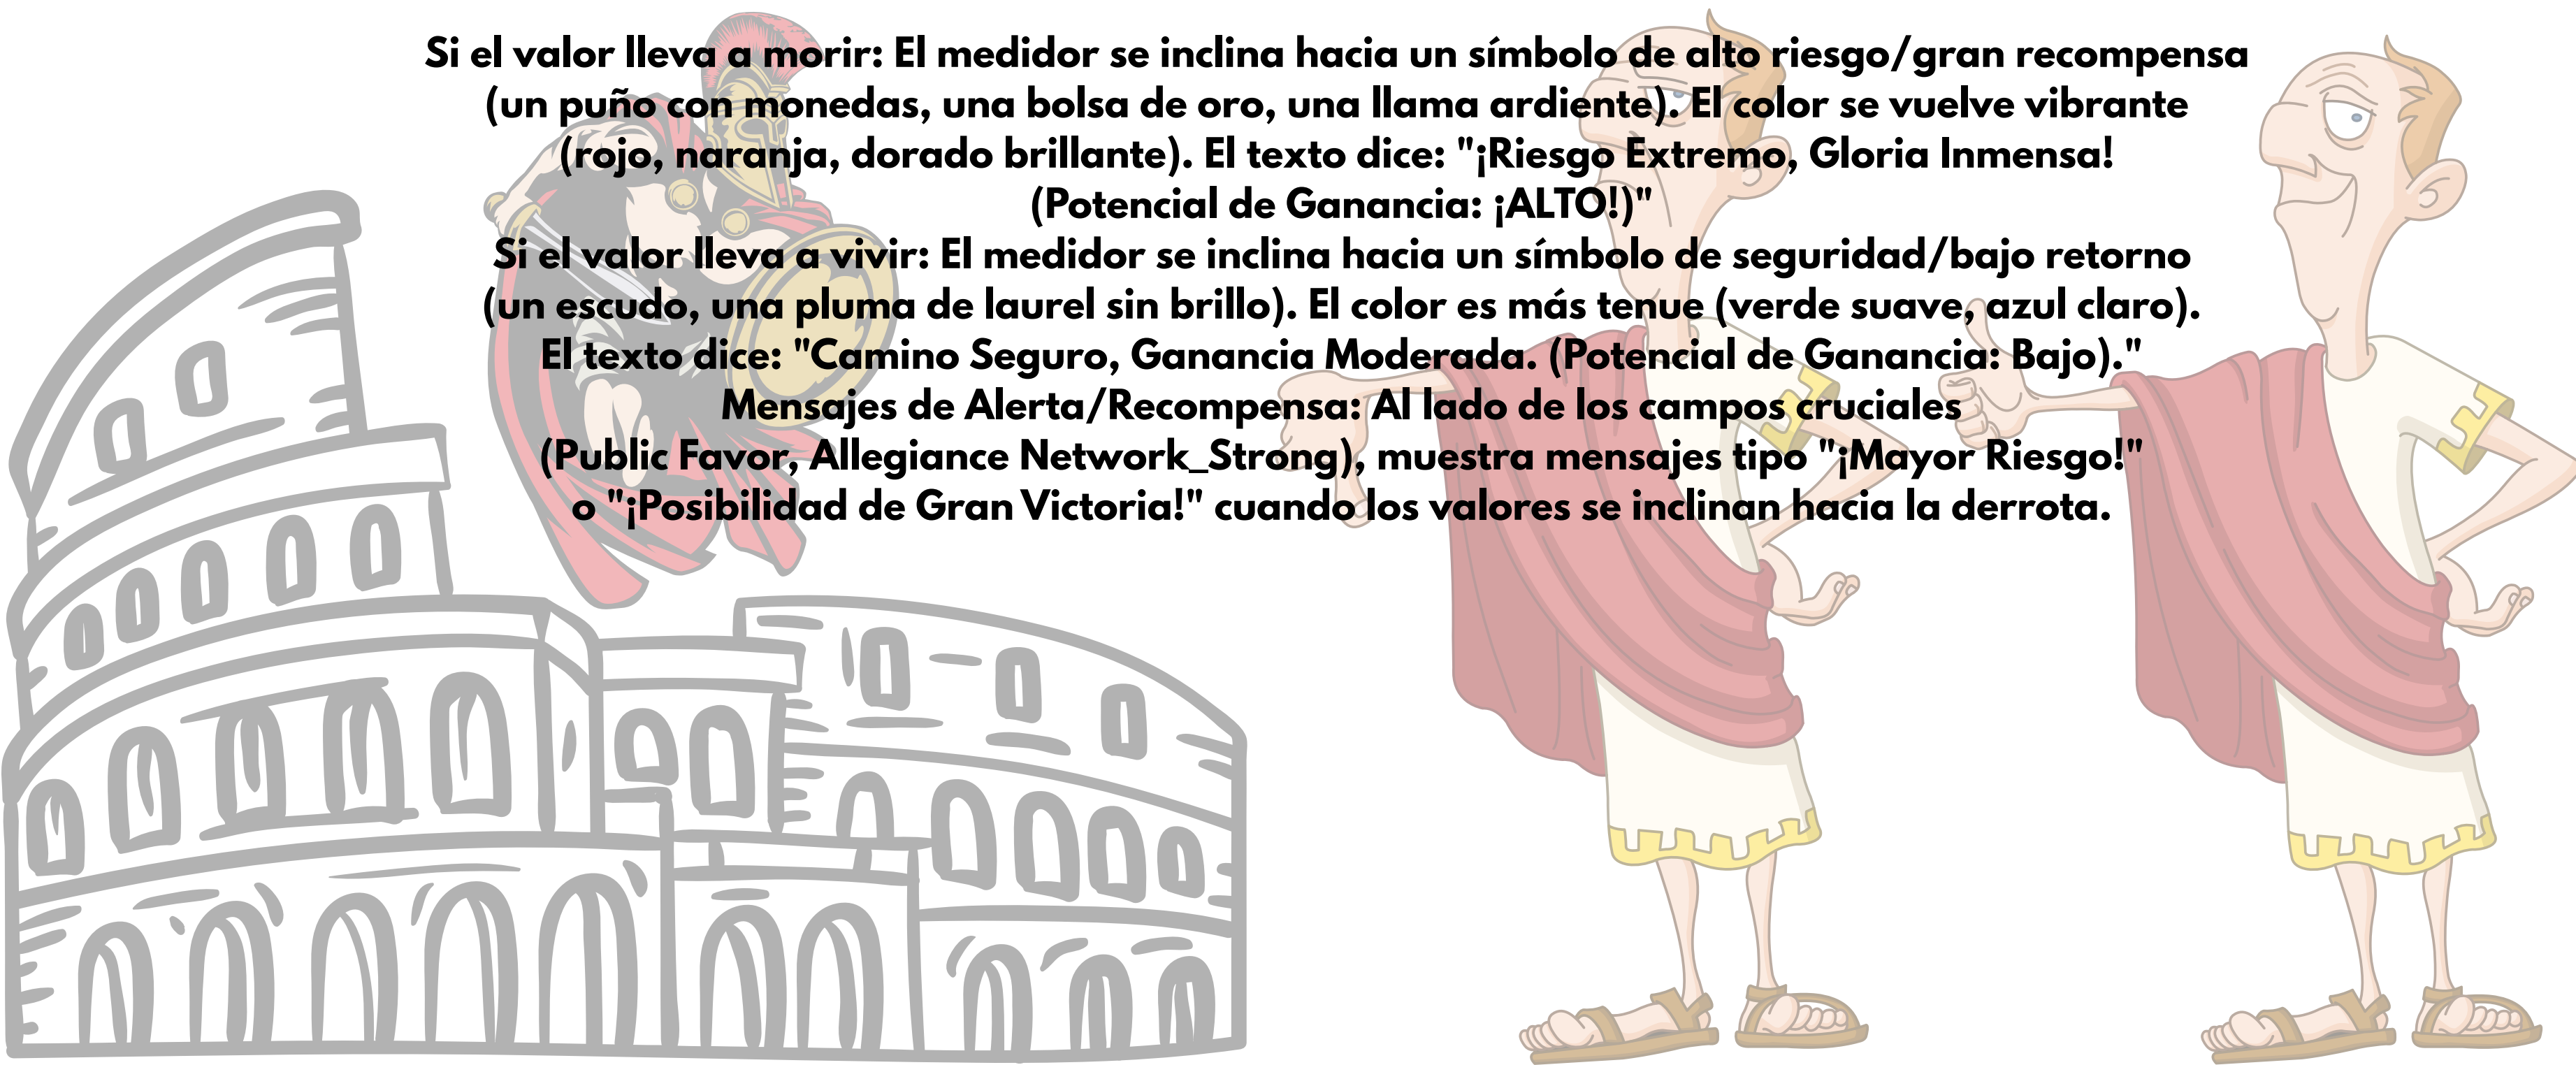 Si el valor lleva a morir: El medidor se inclina hacia un símbolo de alto riesgo/gran recompensa
(un puño con monedas, una bolsa de oro, una llama ardiente). El color se vuelve vibrante
(rojo, naranja, dorado brillante). El texto dice: "¡Riesgo Extremo, Gloria Inmensa!
(Potencial de Ganancia: ¡ALTO!)"
Si el valor lleva a vivir: El medidor se inclina hacia un símbolo de seguridad/bajo retorno
(un escudo, una pluma de laurel sin brillo). El color es más tenue (verde suave, azul claro).
El texto dice: "Camino Seguro, Ganancia Moderada. (Potencial de Ganancia: Bajo)."
Mensajes de Alerta/Recompensa: Al lado de los campos cruciales
(Public Favor, Allegiance Network_Strong), muestra mensajes tipo "¡Mayor Riesgo!"
o "¡Posibilidad de Gran Victoria!" cuando los valores se inclinan hacia la derrota.